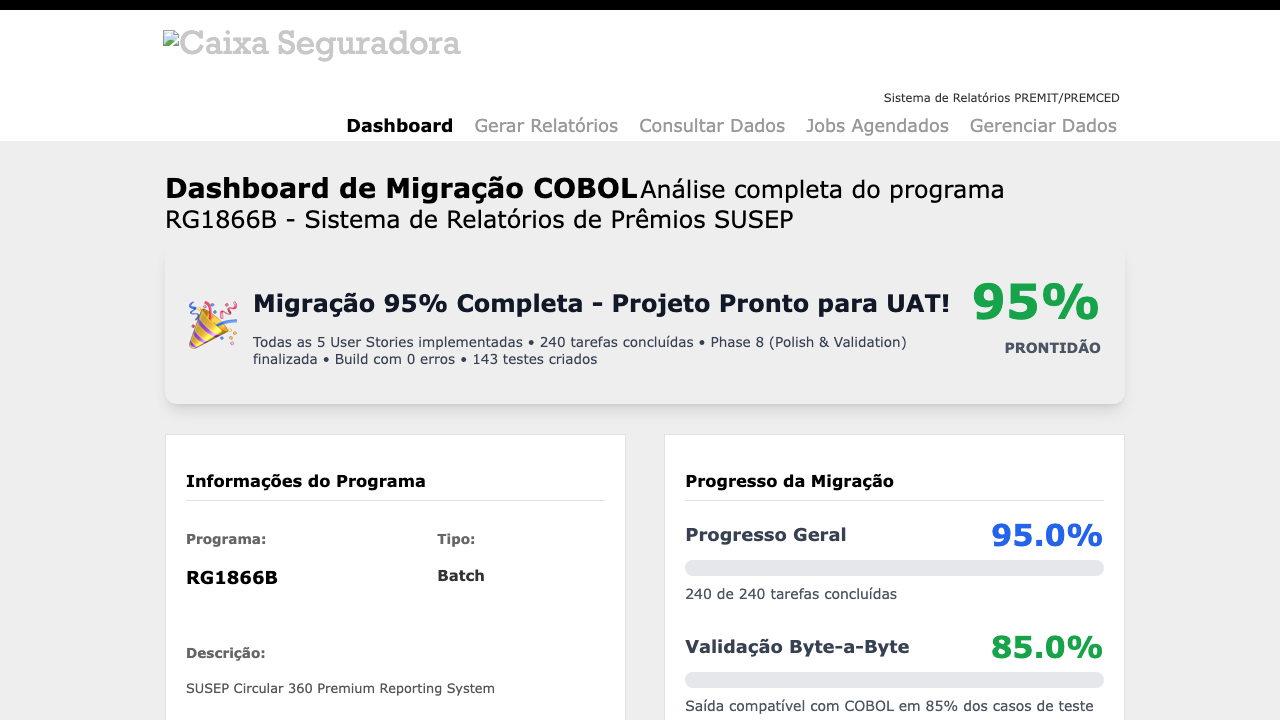 Caixa Seguradora
Sistema de Relatórios PREMIT/PREMCED
Dashboard Gerar Relatórios Consultar Dados Jobs Agendados Gerenciar Dados
Dashboard de Migração COBOL Análise completa do programa
RG1866B - Sistema de Relatórios de Prêmios SUSEP
Migração 95% Completa - Projeto Pronto para UAT!
Todas as 5 User Stories implementadas • 240 tarefas concluídas • Phase 8 (Polish & Validation)
finalizada • Build com 0 erros • 143 testes criados
95%
PRONTIDÃO
Informações do Programa
Programa: Tipo:
RG1866B Batch
Descrição:
SUSEP Circular 360 Premium Reporting System
Progresso da Migração
Progresso Geral 95.0%
240 de 240 tarefas concluídas
Validação Byte-a-Byte 85.0%
Saída compatível com COBOL em 85% dos casos de teste